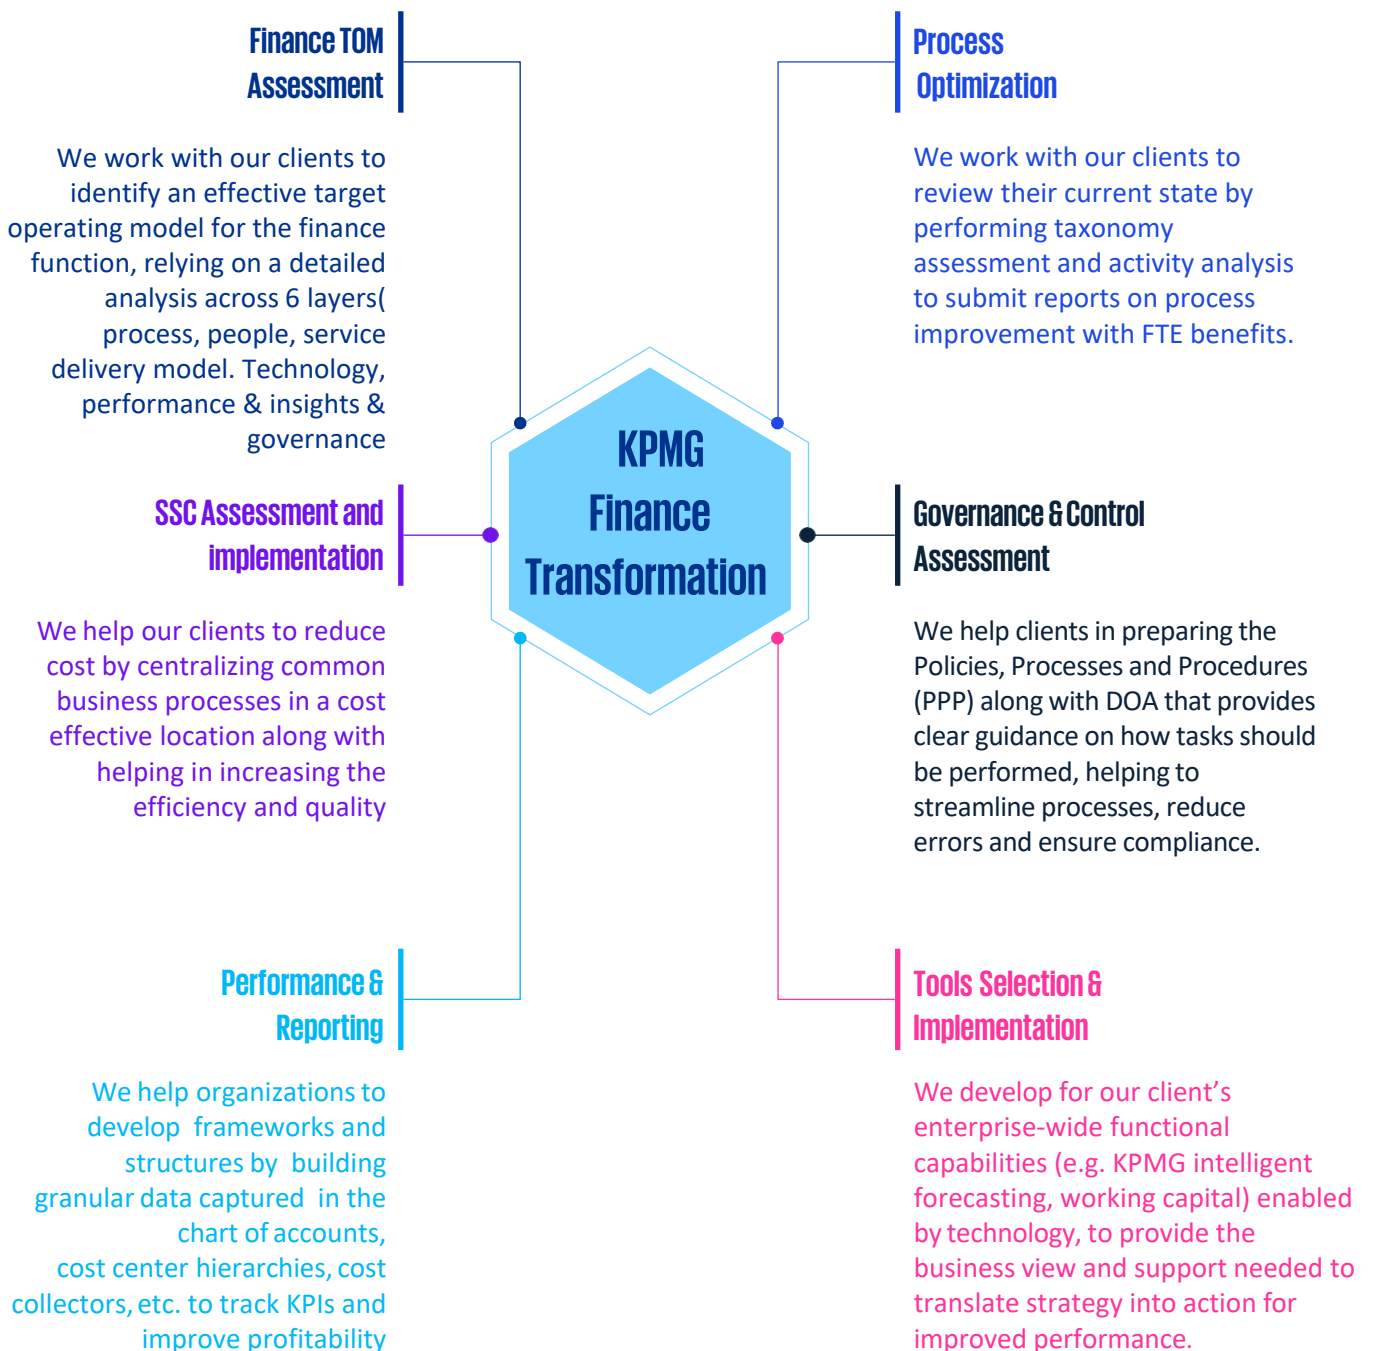 Finance TOM
Assessment
We work with our clients to
identify an effective target
operating model for the finance
function, relying on a detailed
analysis across 6 layers(
process, people, service
delivery model. Technology,
performance & insights &
governance
Process
Optimization
We work with our clients to
review their current state by
performing taxonomy
assessment and activity analysis
to submit reports on process
improvement with FTE benefits.
KPMG
Finance
Transformation
SSC Assessment and
implementation
We help our clients to reduce
cost by centralizing common
business processes in a cost
effective location along with
helping in increasing the
efficiency and quality
Governance & Control
Assessment
We help clients in preparing the
Policies, Processes and Procedures
(PPP) along with DOA that provides
clear guidance on how tasks should
be performed, helping to
streamline processes, reduce
errors and ensure compliance.
Performance &
Reporting
We help organizations to
develop frameworks and
structures by building
granular data captured in the
chart of accounts,
cost center hierarchies, cost
collectors, etc. to track KPIs and
improve profitability
Tools Selection &
Implementation
We develop for our client’s
enterprise-wide functional
capabilities (e.g. KPMG intelligent
forecasting, working capital) enabled
by technology, to provide the
business view and support needed to
translate strategy into action for
improved performance.